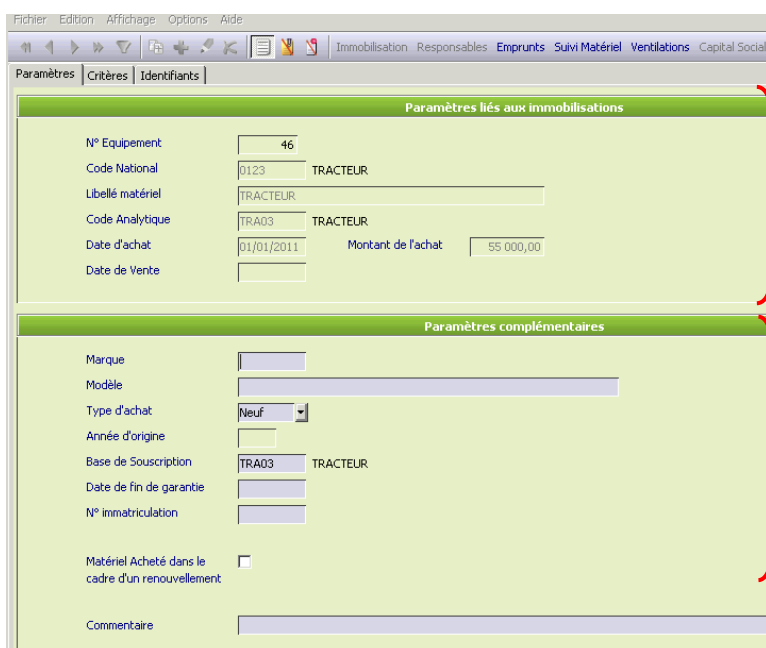 Fichier Edition Affichage Options Aide
Immobilisation Responsables Emprunts Suivi Matériel Ventilations Capital Social
Paramètres Critères Identifiants
Paramètres liés aux immobilisations
N° Equipement 46
Code National 0123 TRACTEUR
Libellé matériel TRACTEUR
Code Analytique TRA03 TRACTEUR
Date d'achat 01/01/2011 Montant de l'achat 55 000,00
Date de Vente
Paramètres complémentaires
Marque
Modèle
Type d'achat Neuf
Année d'origine
Base de Souscription TRA03 TRACTEUR
Date de fin de garantie
N° immatriculation
Matériel Acheté dans le
cadre d'un renouvellement
Commentaire